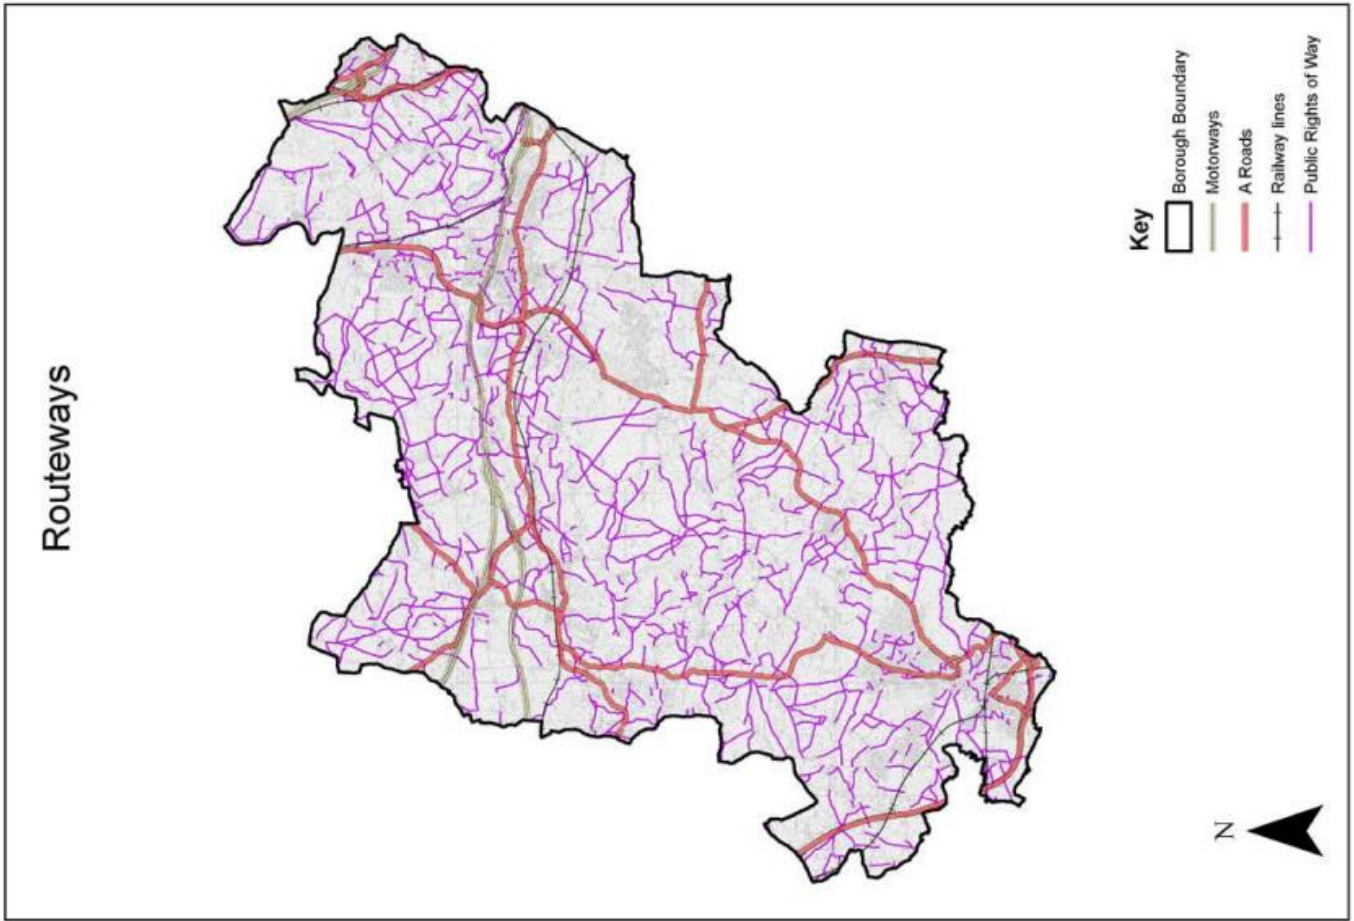 Routeways
Key
Borough Boundary
Motorways
A Roads
Railway lines
Public Rights of Way
N